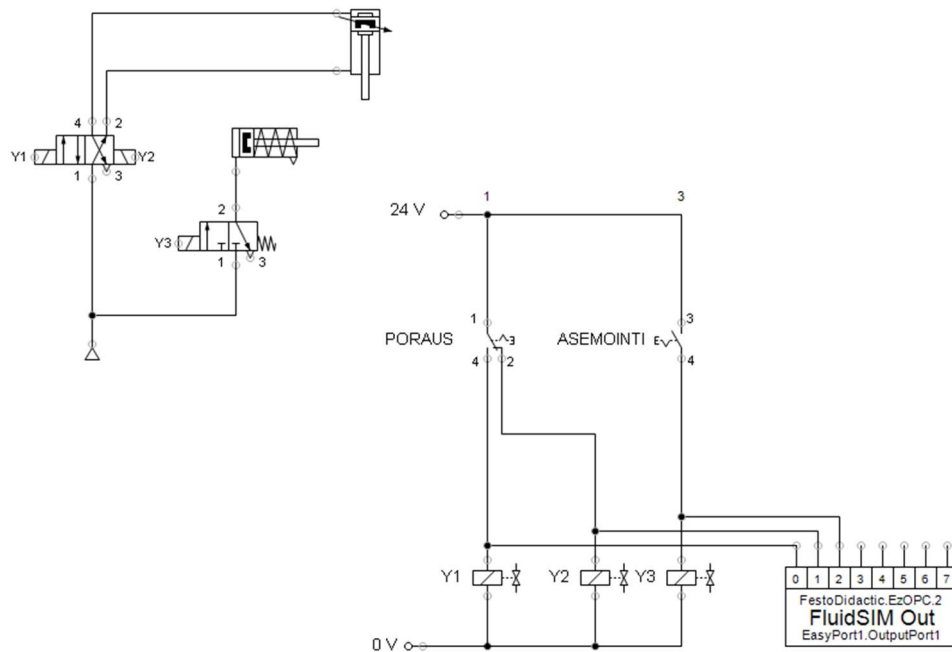 4 2
Y1 Y2
1 3
2
Y3
1 3
1 3
24 V
1 3
PORAUS ASEMOINTI
4 2 4
Y1 Y2 Y3
0 1 2 3 4 5 6 7
FestoDidactic.EzOPC.2
FluidSIM Out
EasyPort1.OutputPort1
0 V